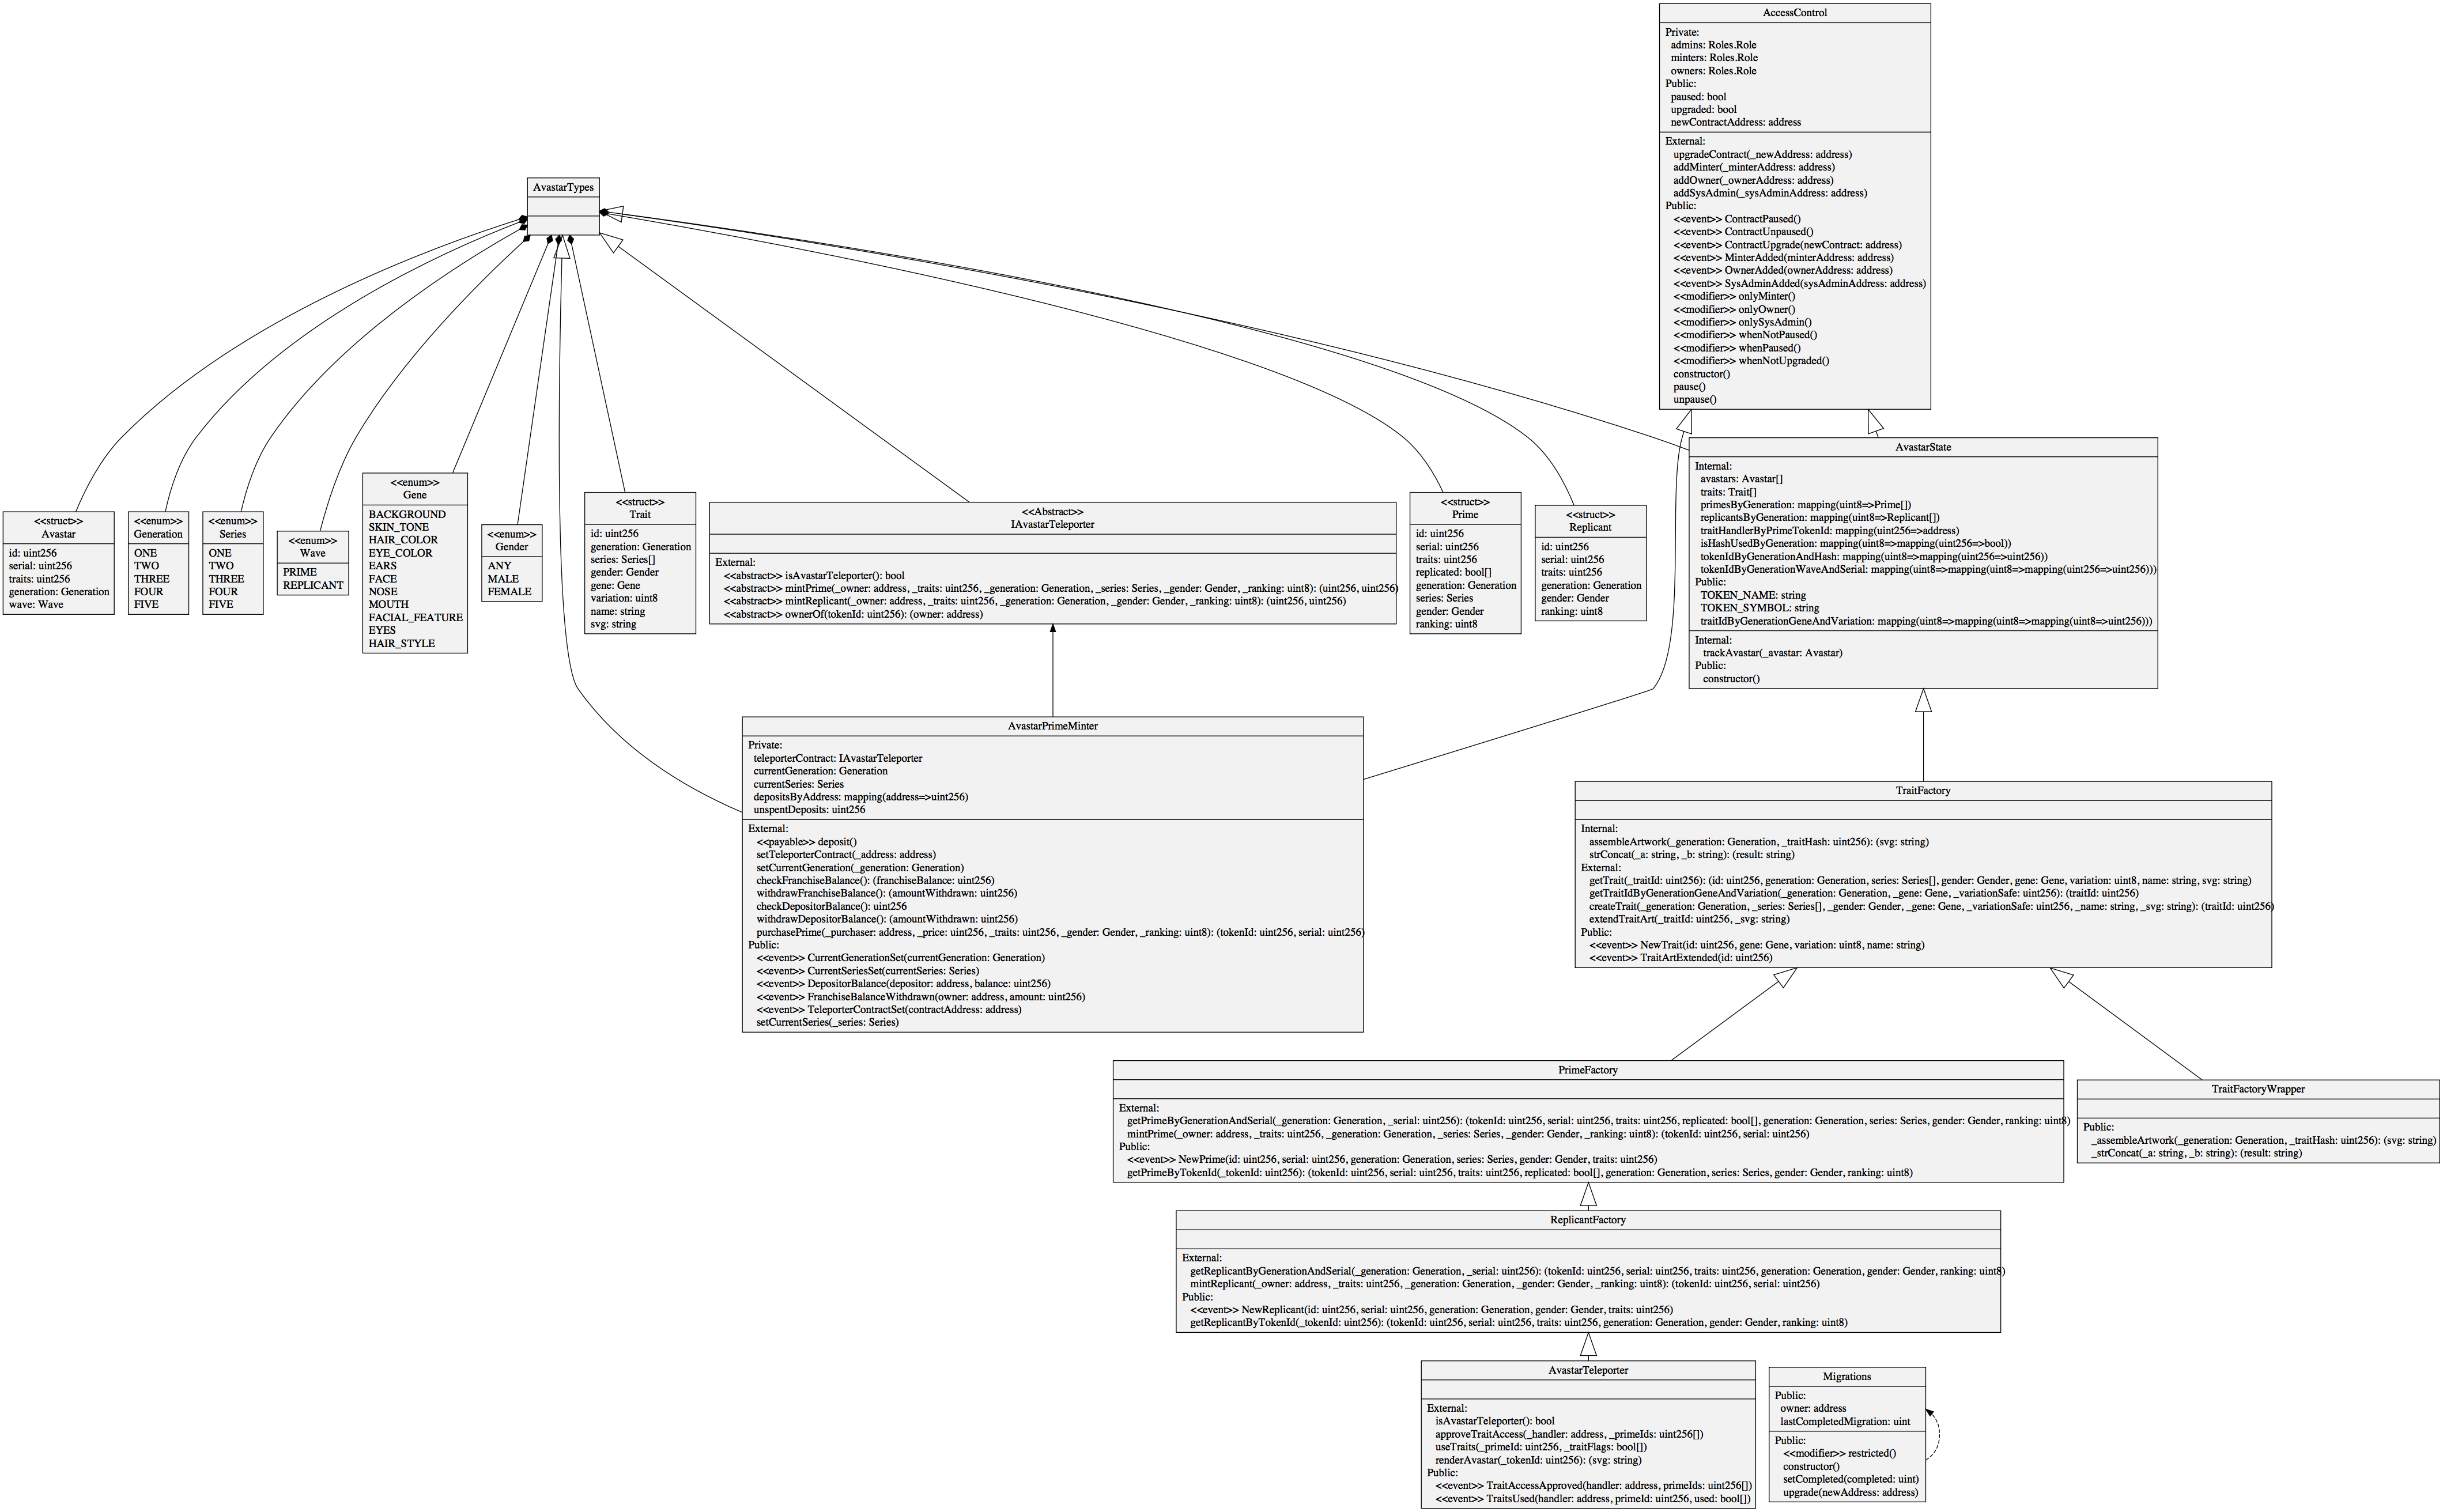 AccessControl
Private:
admins: Roles.Role
minters: Roles.Role
owners: Roles.Role
Public:
paused: bool
upgraded: bool
newContractAddress: address
External:
upgradeContract(_newAddress: address)
addMinter(_minterAddress: address)
addOwner(_ownerAddress: address)
addSysAdmin(_sysAdminAddress: address)
Public:
<<event>> ContractPaused()
<<event>> ContractUnpaused()
<<event>> ContractUpgrade(newContract: address)
<<event>> MinterAdded(minterAddress: address)
<<event>> OwnerAdded(ownerAddress: address)
<<event>> SysAdminAdded(sysAdminAddress: address)
<<modifier>> onlyMinter()
<<modifier>> onlyOwner()
<<modifier>> onlySysAdmin()
<<modifier>> whenNotPaused()
<<modifier>> whenPaused()
<<modifier>> whenNotUpgraded()
constructor()
pause()
unpause()
AvastarTypes
<<struct>>
Avastar
id: uint256
serial: uint256
traits: uint256
generation: Generation
wave: Wave
<<enum>>
Generation
ONE
TWO
THREE
FOUR
FIVE
<<enum>>
Series
ONE
TWO
THREE
FOUR
FIVE
<<enum>>
Wave
PRIME
REPLICANT
<<enum>>
Gene
BACKGROUND
SKIN_TONE
HAIR_COLOR
EYE_COLOR
EARS
FACE
NOSE
MOUTH
FACIAL_FEATURE
EYES
HAIR_STYLE
<<enum>>
Gender
ANY
MALE
FEMALE
<<struct>>
Trait
id: uint256
generation: Generation
series: Series[]
gender: Gender
gene: Gene
variation: uint8
name: string
svg: string
<<Abstract>>
IAvastarTeleporter
External:
<<abstract>> isAvastarTeleporter(): bool
<<abstract>> mintPrime(_owner: address, _traits: uint256, _generation: Generation, _series: Series, _gender: Gender, _ranking: uint8): (uint256, uint256)
<<abstract>> mintReplicant(_owner: address, _traits: uint256, _generation: Generation, _gender: Gender, _ranking: uint8): (uint256, uint256)
<<abstract>> ownerOf(tokenId: uint256): (owner: address)
<<struct>>
Prime
id: uint256
serial: uint256
traits: uint256
replicated: bool[]
generation: Generation
series: Series
gender: Gender
ranking: uint8
<<struct>>
Replicant
id: uint256
serial: uint256
traits: uint256
generation: Generation
gender: Gender
ranking: uint8
AvastarState
Internal:
avastars: Avastar[]
traits: Trait[]
primesByGeneration: mapping(uint8=>Prime[])
replicantsByGeneration: mapping(uint8=>Replicant[])
traitHandlerByPrimeTokenId: mapping(uint256=>address)
isHashUsedByGeneration: mapping(uint8=>mapping(uint256=>bool))
tokenIdByGenerationAndHash: mapping(uint8=>mapping(uint256=>uint256))
tokenIdByGenerationWaveAndSerial: mapping(uint8=>mapping(uint8=>mapping(uint256=>uint256)))
Public:
TOKEN_NAME: string
TOKEN_SYMBOL: string
traitIdByGenerationGeneAndVariation: mapping(uint8=>mapping(uint8=>mapping(uint8=>uint256)))
Internal:
trackAvastar(_avastar: Avastar)
Public:
constructor()
AvastarPrimeMinter
Private:
teleporterContract: IAvastarTeleporter
currentGeneration: Generation
currentSeries: Series
depositsByAddress: mapping(address=>uint256)
unspentDeposits: uint256
External:
<<payable>> deposit()
setTeleporterContract(_address: address)
setCurrentGeneration(_generation: Generation)
checkFranchiseBalance(): (franchiseBalance: uint256)
withdrawFranchiseBalance(): (amountWithdrawn: uint256)
checkDepositorBalance(): uint256
withdrawDepositorBalance(): (amountWithdrawn: uint256)
purchasePrime(_purchaser: address, _price: uint256, _traits: uint256, _gender: Gender, _ranking: uint8): (tokenId: uint256, serial: uint256)
Public:
<<event>> CurrentGenerationSet(currentGeneration: Generation)
<<event>> CurrentSeriesSet(currentSeries: Series)
<<event>> DepositorBalance(depositor: address, balance: uint256)
<<event>> FranchiseBalanceWithdrawn(owner: address, amount: uint256)
<<event>> TeleporterContractSet(contractAddress: address)
setCurrentSeries(_series: Series)
TraitFactory
Internal:
assembleArtwork(_generation: Generation, _traitHash: uint256): (svg: string)
strConcat(_a: string, _b: string): (result: string)
External:
getTrait(_traitId: uint256): (id: uint256, generation: Generation, series: Series[], gender: Gender, gene: Gene, variation: uint8, name: string, svg: string)
getTraitIdByGenerationGeneAndVariation(_generation: Generation, _gene: Gene, _variationSafe: uint256): (traitId: uint256)
createTrait(_generation: Generation, _series: Series[], _gender: Gender, _gene: Gene, _variationSafe: uint256, _name: string, _svg: string): (traitId: uint256)
extendTraitArt(_traitId: uint256, _svg: string)
Public:
<<event>> NewTrait(id: uint256, gene: Gene, variation: uint8, name: string)
<<event>> TraitArtExtended(id: uint256)
PrimeFactory
External:
getPrimeByGenerationAndSerial(_generation: Generation, _serial: uint256): (tokenId: uint256, serial: uint256, traits: uint256, replicated: bool[], generation: Generation, series: Series, gender: Gender, ranking: uint8)
mintPrime(_owner: address, _traits: uint256, _generation: Generation, _series: Series, _gender: Gender, _ranking: uint8): (tokenId: uint256, serial: uint256)
Public:
<<event>> NewPrime(id: uint256, serial: uint256, generation: Generation, series: Series, gender: Gender, traits: uint256)
getPrimeByTokenId(_tokenId: uint256): (tokenId: uint256, serial: uint256, traits: uint256, replicated: bool[], generation: Generation, series: Series, gender: Gender, ranking: uint8)
TraitFactoryWrapper
Public:
_assembleArtwork(_generation: Generation, _traitHash: uint256): (svg: string)
_strConcat(_a: string, _b: string): (result: string)
ReplicantFactory
External:
getReplicantByGenerationAndSerial(_generation: Generation, _serial: uint256): (tokenId: uint256, serial: uint256, traits: uint256, generation: Generation, gender: Gender, ranking: uint8)
mintReplicant(_owner: address, _traits: uint256, _generation: Generation, _gender: Gender, _ranking: uint8): (tokenId: uint256, serial: uint256)
Public:
<<event>> NewReplicant(id: uint256, serial: uint256, generation: Generation, gender: Gender, traits: uint256)
getReplicantByTokenId(_tokenId: uint256): (tokenId: uint256, serial: uint256, traits: uint256, generation: Generation, gender: Gender, ranking: uint8)
AvastarTeleporter
External:
isAvastarTeleporter(): bool
approveTraitAccess(_handler: address, _primeIds: uint256[])
useTraits(_primeId: uint256, _traitFlags: bool[])
renderAvastar(_tokenId: uint256): (svg: string)
Public:
<<event>> TraitAccessApproved(handler: address, primeIds: uint256[])
<<event>> TraitsUsed(handler: address, primeId: uint256, used: bool[])
Migrations
Public:
owner: address
lastCompletedMigration: uint
Public:
<<modifier>> restricted()
constructor()
setCompleted(completed: uint)
upgrade(newAddress: address)